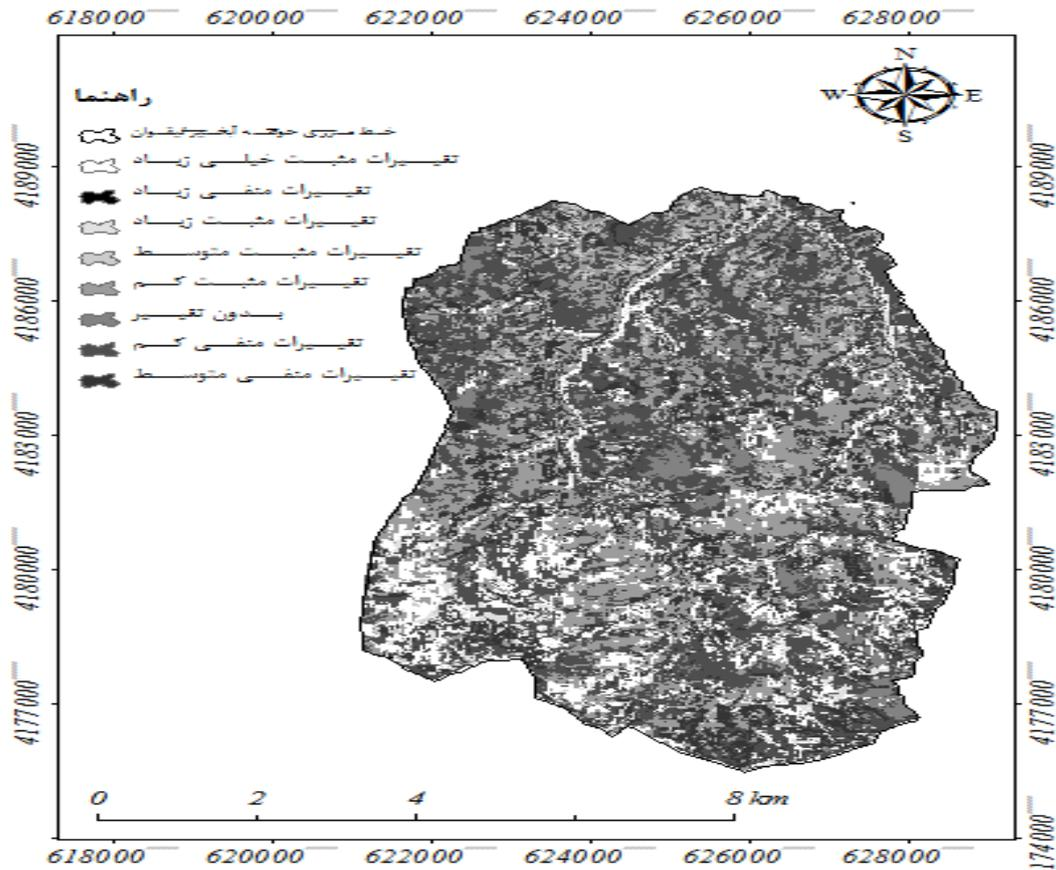 618000 620000 622000 624000 626000 628000
N
W E
S
راهنما
خط مرزی حوضه آبخیز
تغییرات مثبت خیلی زیاد
تغییرات منفی زیاد
تغییرات مثبت زیاد
تغییرات مثبت متوسط
تغییرات مثبت کم
بدون تغییر
تغییرات منفی کم
تغییرات منفی متوسط
4189000 4189000
4186000 4186000
4183000 4183000
4180000 4180000
4177000 4177000
174000
0 2 4 8 km
618000 620000 622000 624000 626000 628000